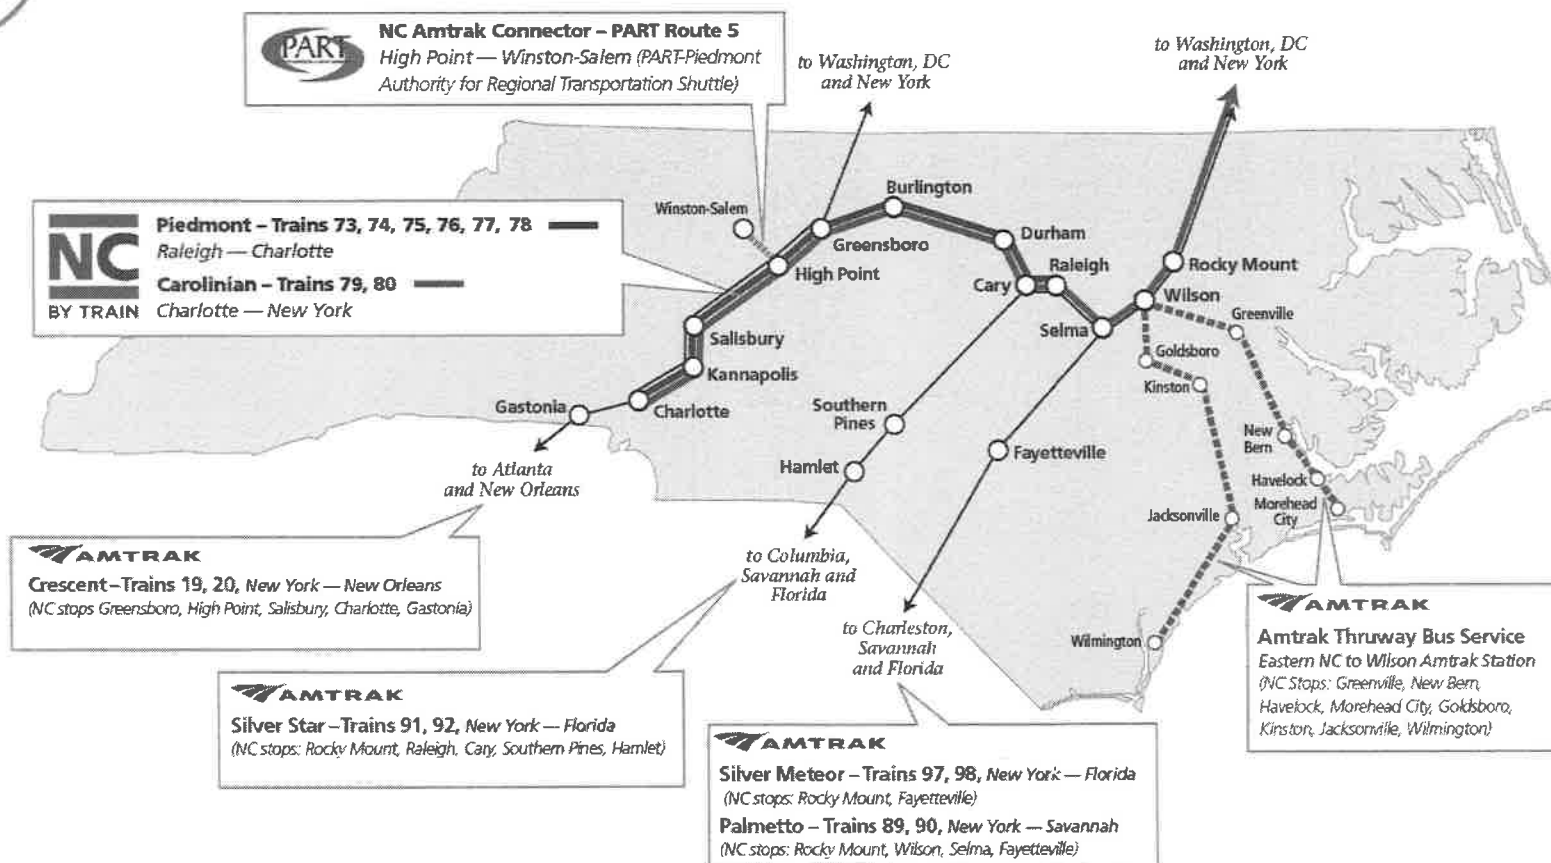 PART
NC Amtrak Connector – PART Route 5
High Point — Winston-Salem (PART-Piedmont
Authority for Regional Transportation Shuttle)
to Washington, DC
and New York
to Washington, DC
and New York
NC
BY TRAIN
Piedmont – Trains 73, 74, 75, 76, 77, 78
Raleigh — Charlotte
Carolinian – Trains 79, 80
Charlotte — New York
Winston-Salem
Burlington
Greensboro
High Point
Durham
Raleigh
Cary
Rocky Mount
Wilson
Selma
Greenville
Goldsboro
Kinston
Salisbury
Kannapolis
Charlotte
Gastonia
Southern
Pines
Hamlet
Fayetteville
New
Bern
Havelock
Morehead
City
Jacksonville
Wilmington
to Atlanta
and New Orleans
to Columbia,
Savannah and
Florida
to Charleston,
Savannah
and Florida
AMTRAK
Crescent–Trains 19, 20, New York — New Orleans
(NC stops Greensboro, High Point, Salisbury, Charlotte, Gastonia)
AMTRAK
Silver Star–Trains 91, 92, New York — Florida
(NC stops: Rocky Mount, Raleigh, Cary, Southern Pines, Hamlet)
AMTRAK
Silver Meteor – Trains 97, 98, New York — Florida
(NC stops: Rocky Mount, Fayetteville)
Palmetto – Trains 89, 90, New York — Savannah
(NC stops: Rocky Mount, Wilson, Selma, Fayetteville)
AMTRAK
Amtrak Thruway Bus Service
Eastern NC to Wilson Amtrak Station
(NC Stops: Greenville, New Bern,
Havelock, Morehead City, Goldsboro,
Kinston, Jacksonville, Wilmington)